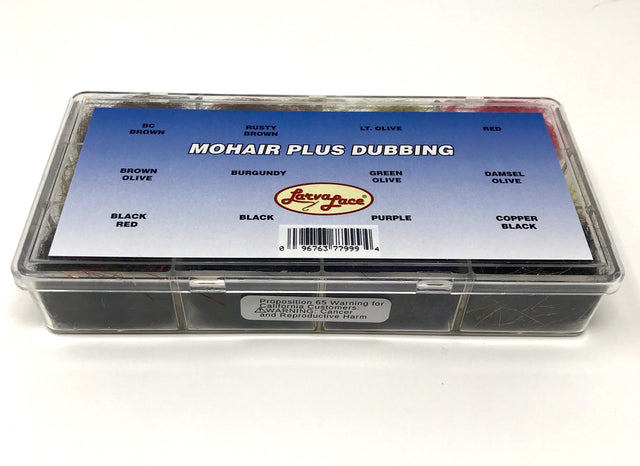 BC BROWN
RUSTY BROWN
LT. OLIVE
RED
MOHAIR PLUS DUBBING
BROWN OLIVE
BURGUNDY
GREEN OLIVE
DAMSEL OLIVE
Larva Lace®
BLACK RED
BLACK
PURPLE
COPPER BLACK
0 96763 77999 4
Proposition 65 Warning for
California Customers:
⚠WARNING: Cancer
and Reproductive Harm